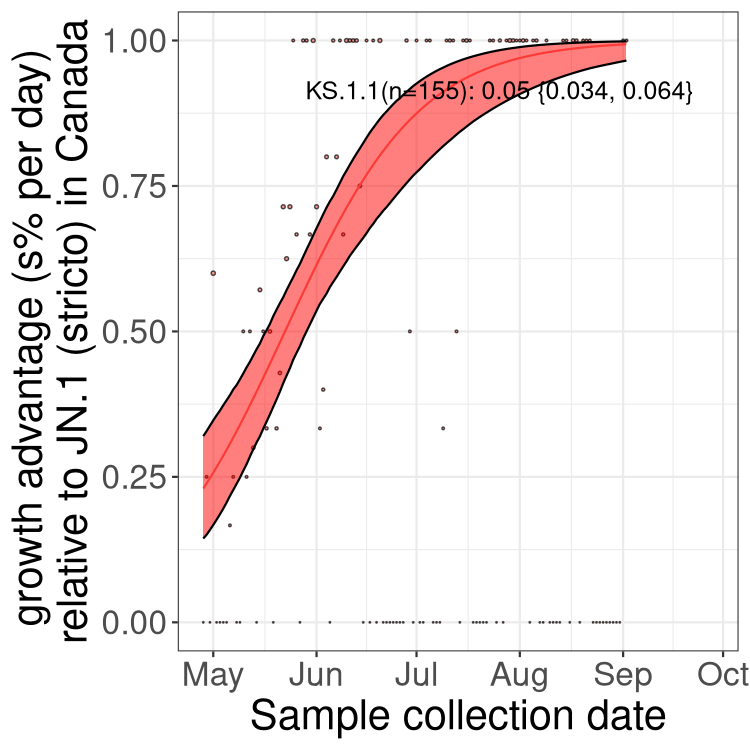 growth advantage (s% per day)
relative to JN.1 (stricto) in Canada
1.00
0.75
0.50
0.25
0.00
KS.1.1(n=155): 0.05 {0.034, 0.064}
May Jun Jul Aug Sep Oct
Sample collection date